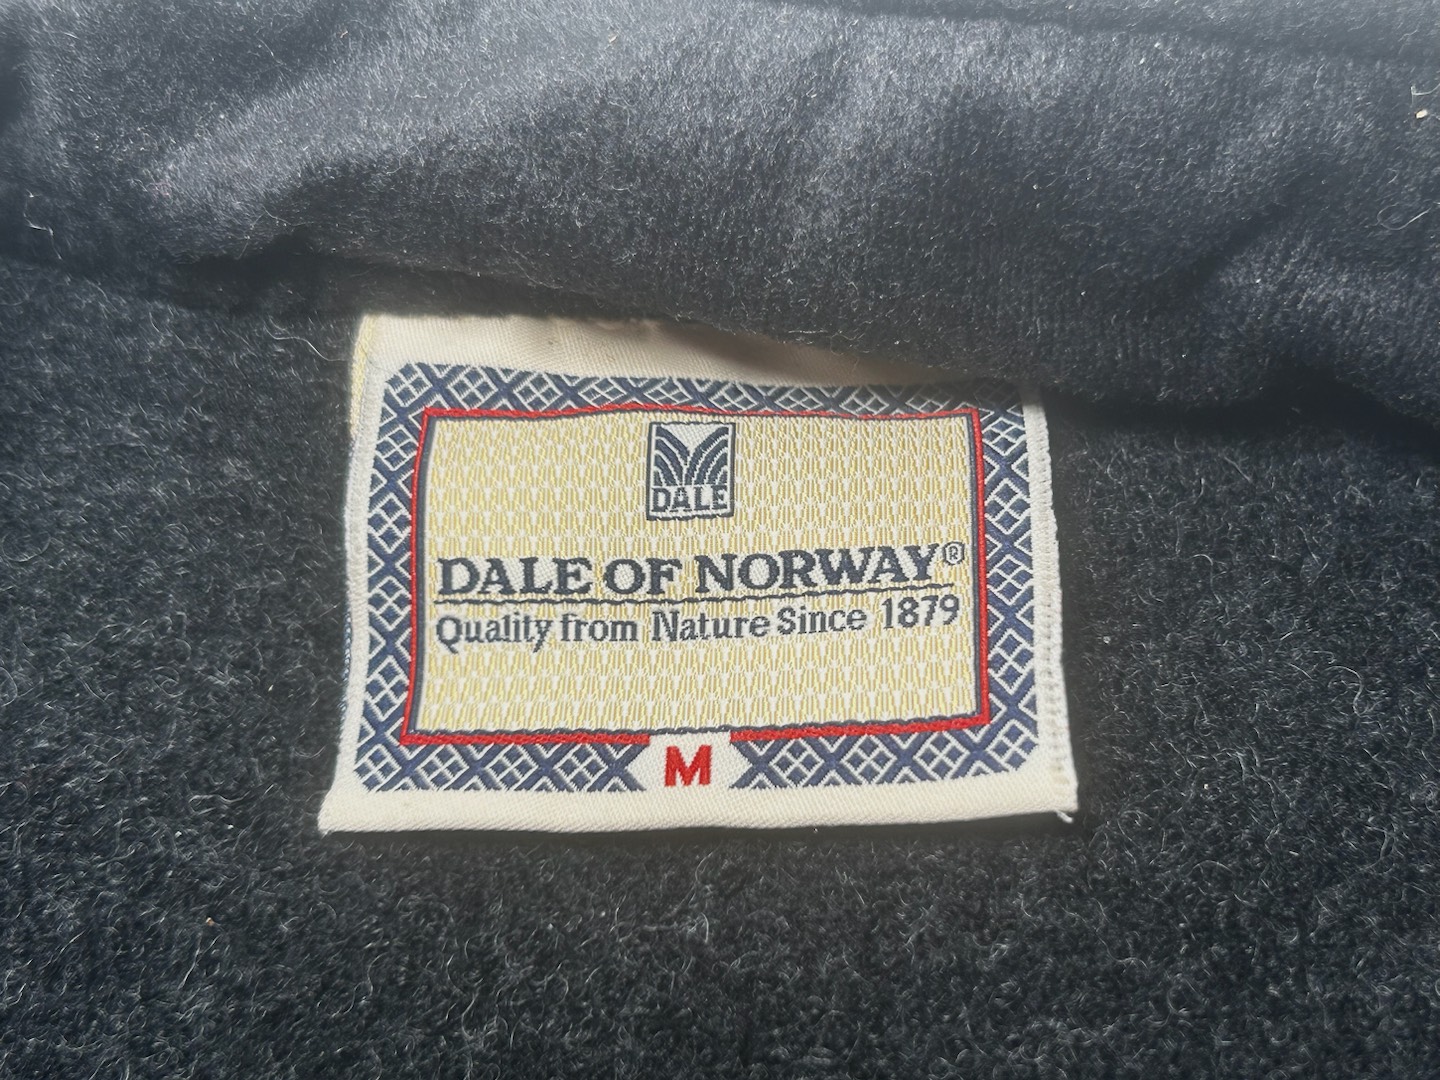 DALE
DALE OF NORWAY®
Quality from Nature Since 1879
M